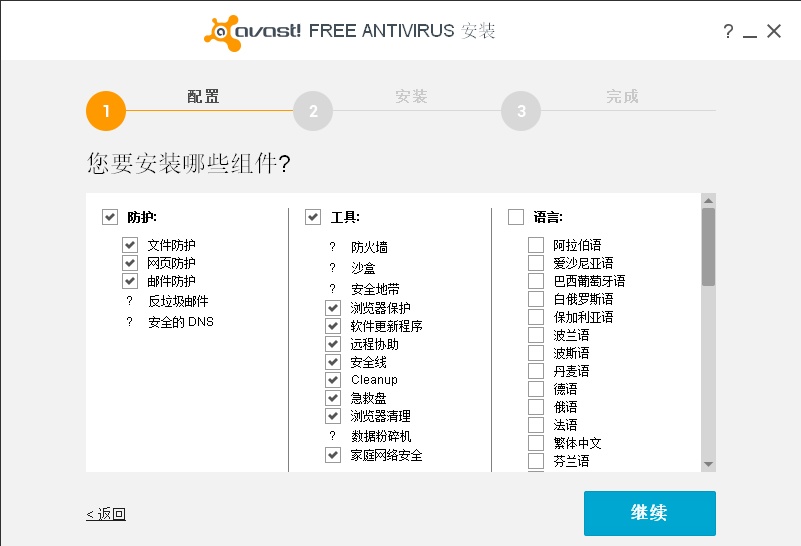 avast! FREE ANTIVIRUS 安装
? _ ×
1 配置 2 安装 3 完成
您要安装哪些组件?
防护:
文件防护
网页防护
邮件防护
? 反垃圾邮件
? 安全的 DNS
工具:
? 防火墙
? 沙盒
? 安全地带
浏览器保护
软件更新程序
远程协助
安全线
Cleanup
急救盘
浏览器清理
? 数据粉碎机
家庭网络安全
语言:
阿拉伯语
爱沙尼亚语
巴西葡萄牙语
白俄罗斯语
保加利亚语
波兰语
波斯语
丹麦语
德语
俄语
法语
繁体中文
芬兰语
< 返回
继续